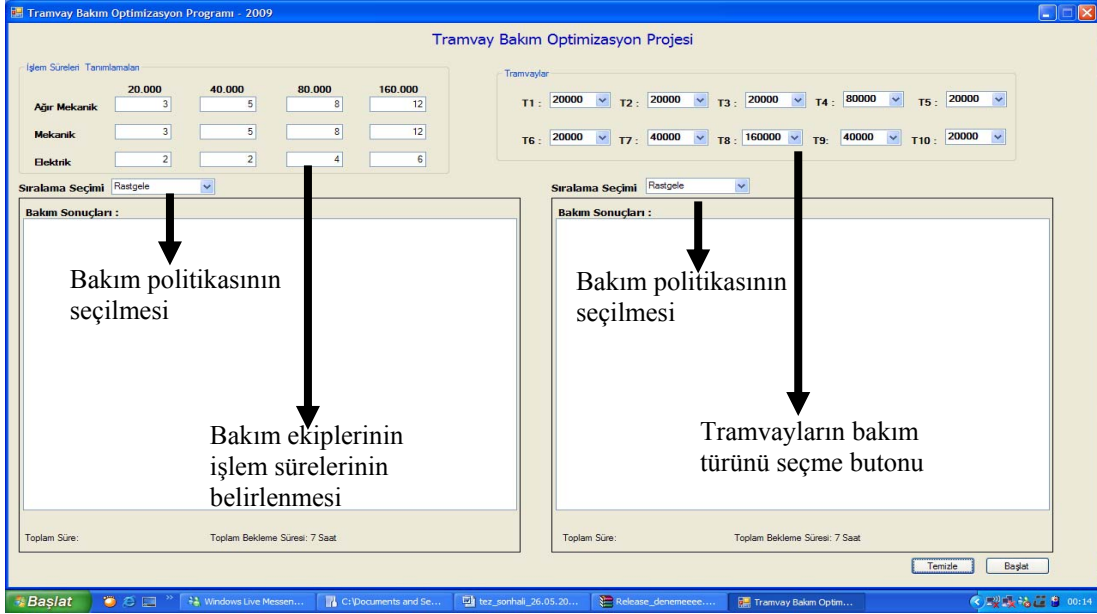 Tramvay Bakım Optimizasyon Programı - 2009
Tramvay Bakım Optimizasyon Projesi
İşlem Süreleri Tanımlamaları
20.000 40.000 80.000 160.000
Ağır Mekanik 3 5 8 12
Mekanik 3 5 8 12
Elektrik 2 2 4 6
Tramvaylar
T1 : 20000 T2 : 20000 T3 : 20000 T4 : 80000 T5 : 20000
T6 : 20000 T7 : 40000 T8 : 160000 T9: 40000 T10 : 20000
Sıralama Seçimi Rastgele
Bakım Sonuçları :
Bakım politikasının
seçilmesi
Bakım ekiplerinin
işlem sürelerinin
belirlenmesi
Toplam Süre: Toplam Bekleme Süresi: 7 Saat
Sıralama Seçimi Rastgele
Bakım Sonuçları :
Bakım politikasının
seçilmesi
Tramvayların bakım
türünü seçme butonu
Toplam Süre: Toplam Bekleme Süresi: 7 Saat
Temizle Başlat
Başlat Windows Live Messen... C:\Documents and Se... tez_sonhali_26.05.20... Release_denemeeee.... Tramvay Bakım Optim... 00:14